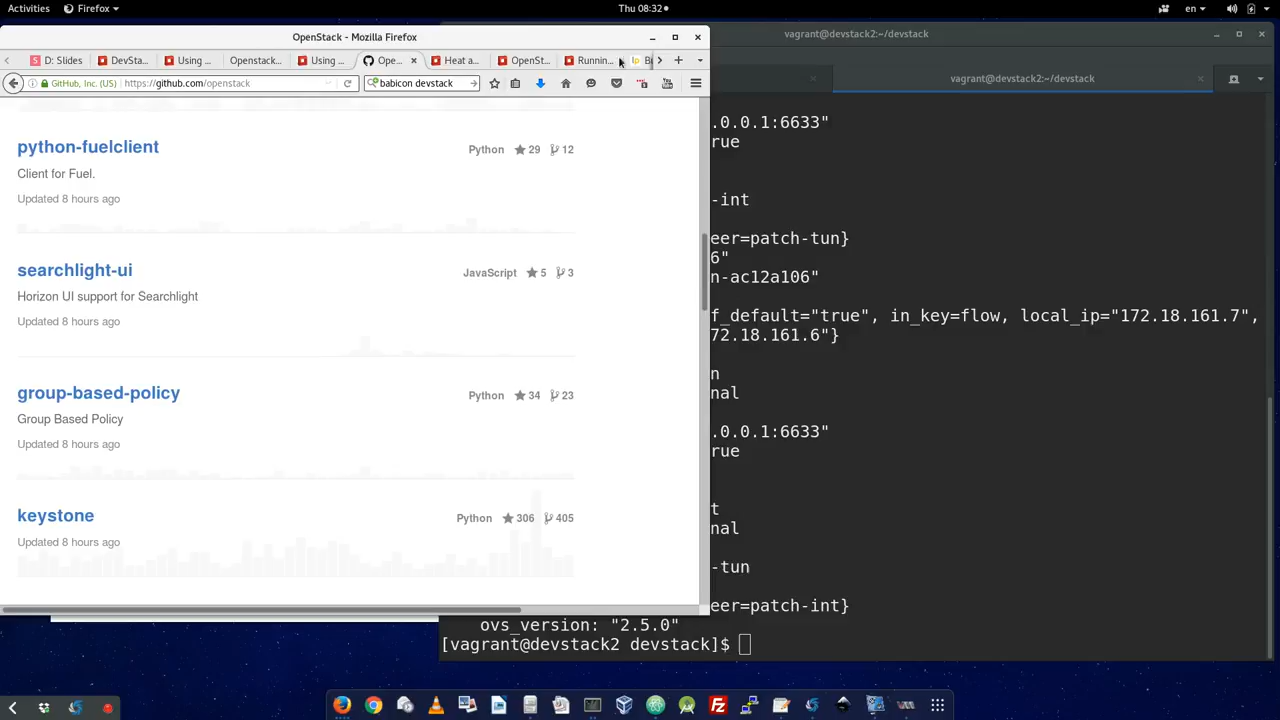 Activities Firefox Thu 08:32 en
OpenStack - Mozilla Firefox
vagrant@devstack2:~/devstack
D: Slides DevSta... Using ... Openstack... Using ... Ope... Heat a... OpenSt... Runnin...
vagrant@devstack2:~/devstack
GitHub, Inc. (US) https://github.com/openstack babicon devstack
python-fuelclient Python 29 12
Client for Fuel.
Updated 8 hours ago
searchlight-ui JavaScript 5 3
Horizon UI support for Searchlight
Updated 8 hours ago
group-based-policy Python 34 23
Group Based Policy
Updated 8 hours ago
keystone Python 306 405
Updated 8 hours ago
.0.0.1:6633"
rue
-int
eer=patch-tun}
6"
n-ac12a106"
f_default="true", in_key=flow, local_ip="172.18.161.7",
72.18.161.6"}
n
nal
.0.0.1:6633"
rue
t
nal
-tun
eer=patch-int}
ovs_version: "2.5.0"
[vagrant@devstack2 devstack]$